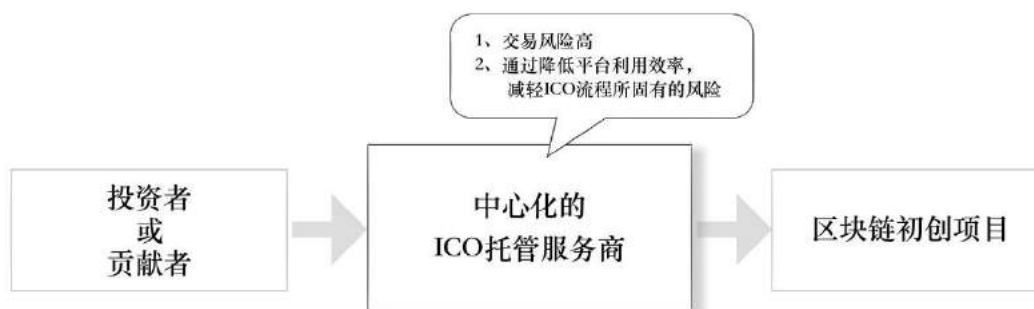 1、交易风险高
2、通过降低平台利用效率，
减轻ICO流程所固有的风险
投资者
或
贡献者
中心化的
ICO托管服务商
区块链初创项目